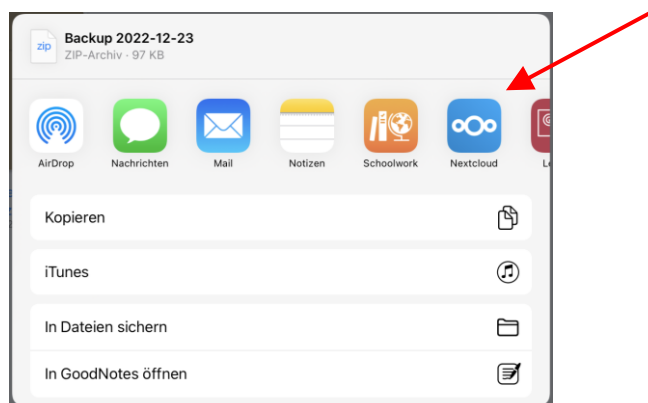 zip
Backup 2022-12-23
ZIP-Archiv · 97 KB
AirDrop
Nachrichten
Mail
Notizen
Schoolwork
Nextcloud
Kopieren
iTunes
In Dateien sichern
In GoodNotes öffnen